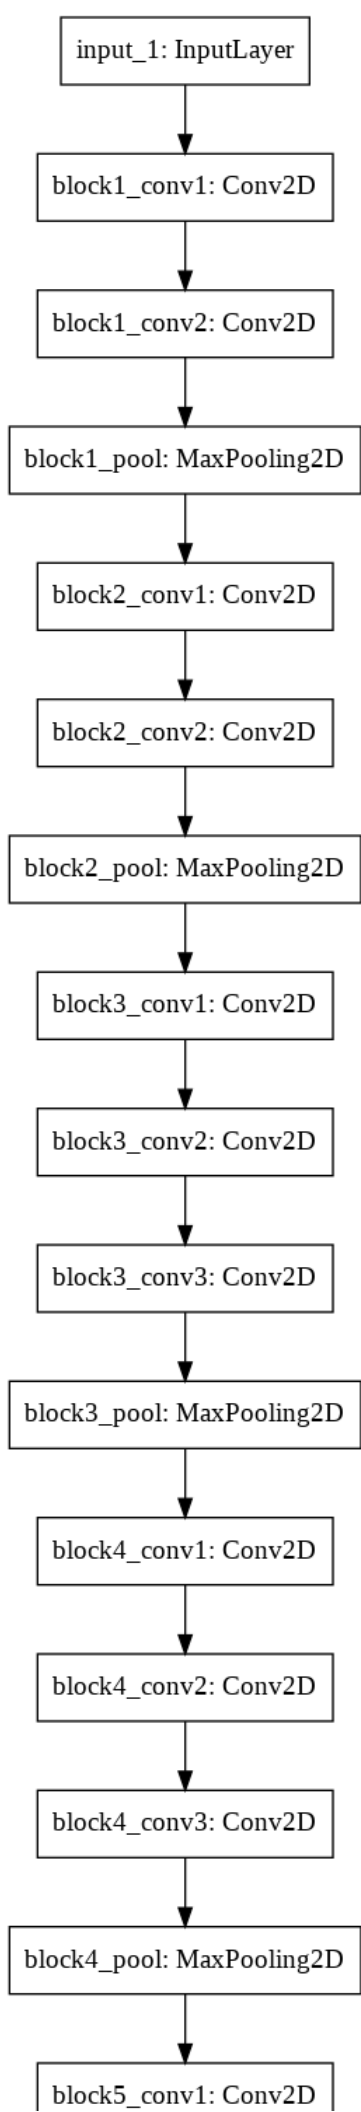 input_1: InputLayer
block1_conv1: Conv2D
block1_conv2: Conv2D
block1_pool: MaxPooling2D
block2_conv1: Conv2D
block2_conv2: Conv2D
block2_pool: MaxPooling2D
block3_conv1: Conv2D
block3_conv2: Conv2D
block3_conv3: Conv2D
block3_pool: MaxPooling2D
block4_conv1: Conv2D
block4_conv2: Conv2D
block4_conv3: Conv2D
block4_pool: MaxPooling2D
block5_conv1: Conv2D